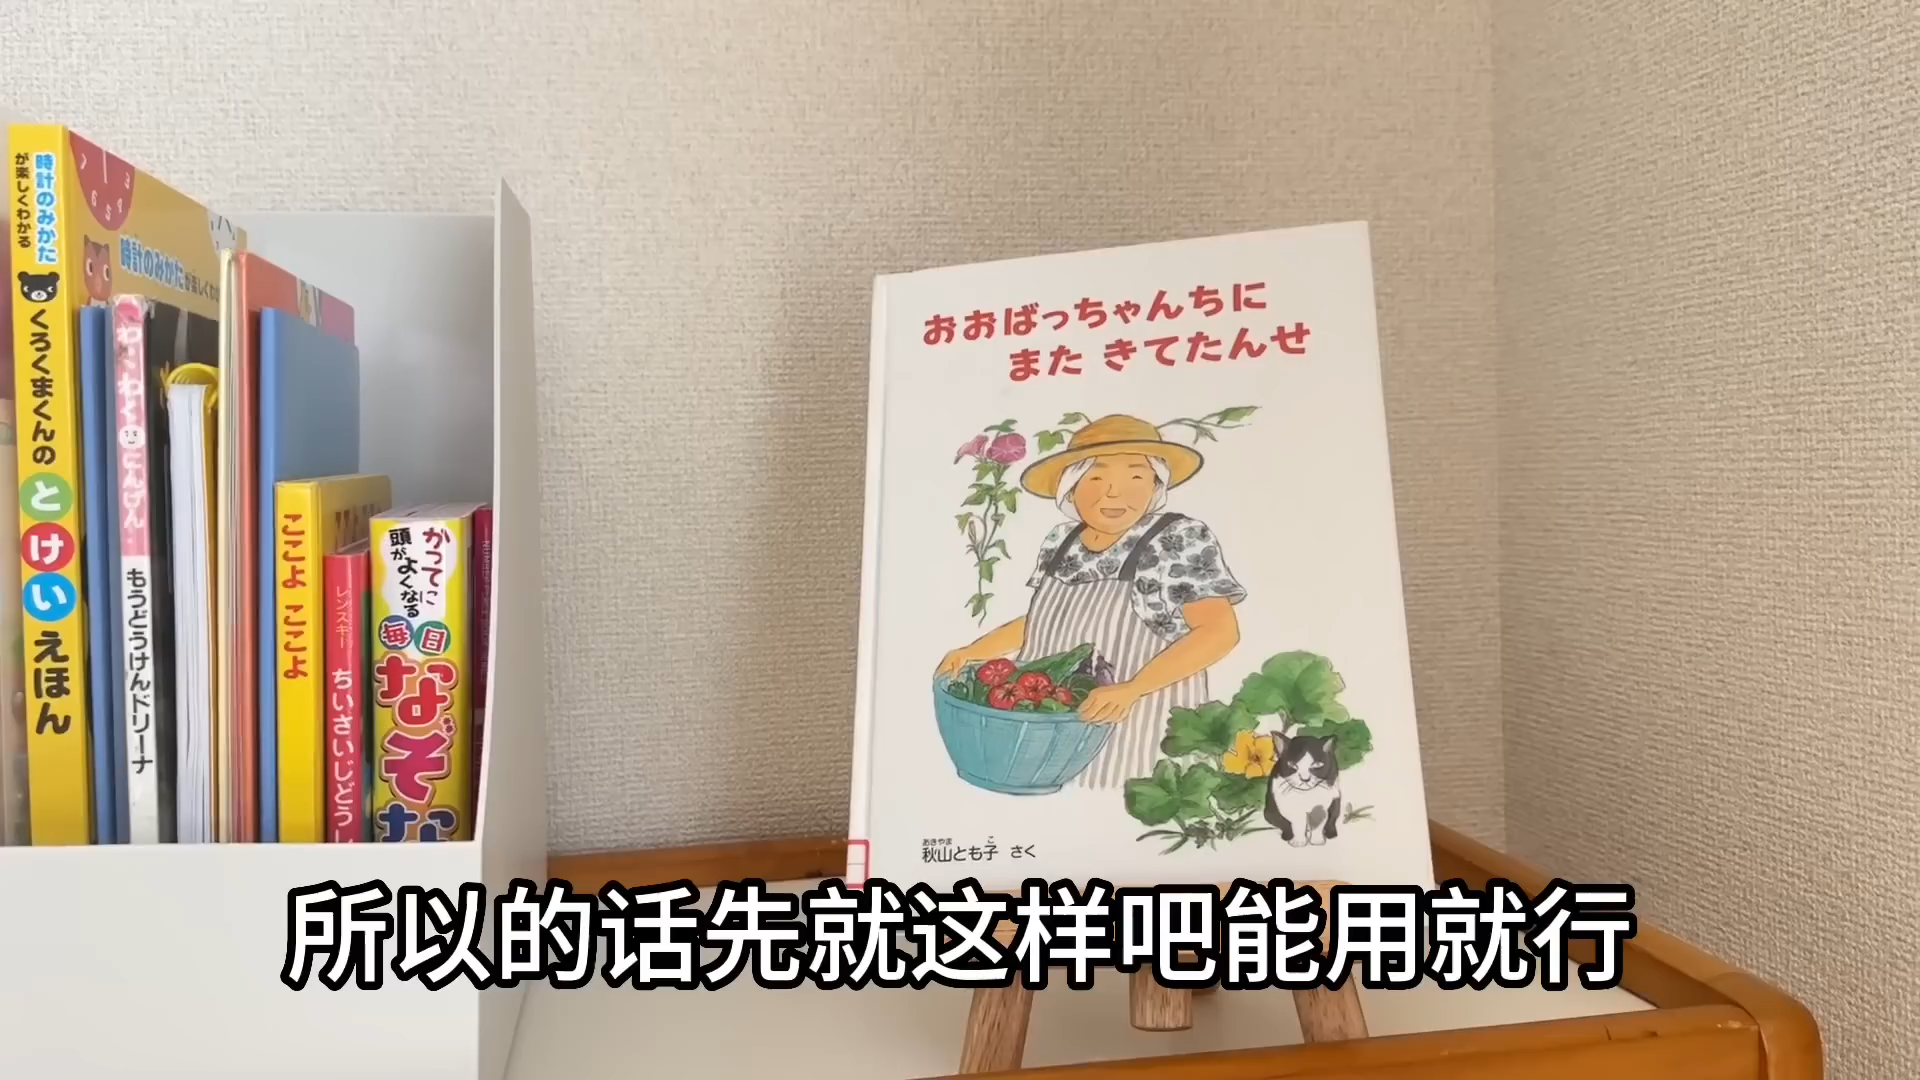 時計のみかた
が楽しくわかる
くろくまくんの
とけい
えほん
時計のみかたが楽しくわか
わくわく
にんげん
もうどうけんドリーナ
ここよ ここよ
レンスキー
ちいさいじどうし
かってに
頭がよくなる
毎日
なぞな
おおばっちゃんちに
また きてたんせ
あきやま こ
秋山とも子 さく
所以的话先就这样吧能用就行